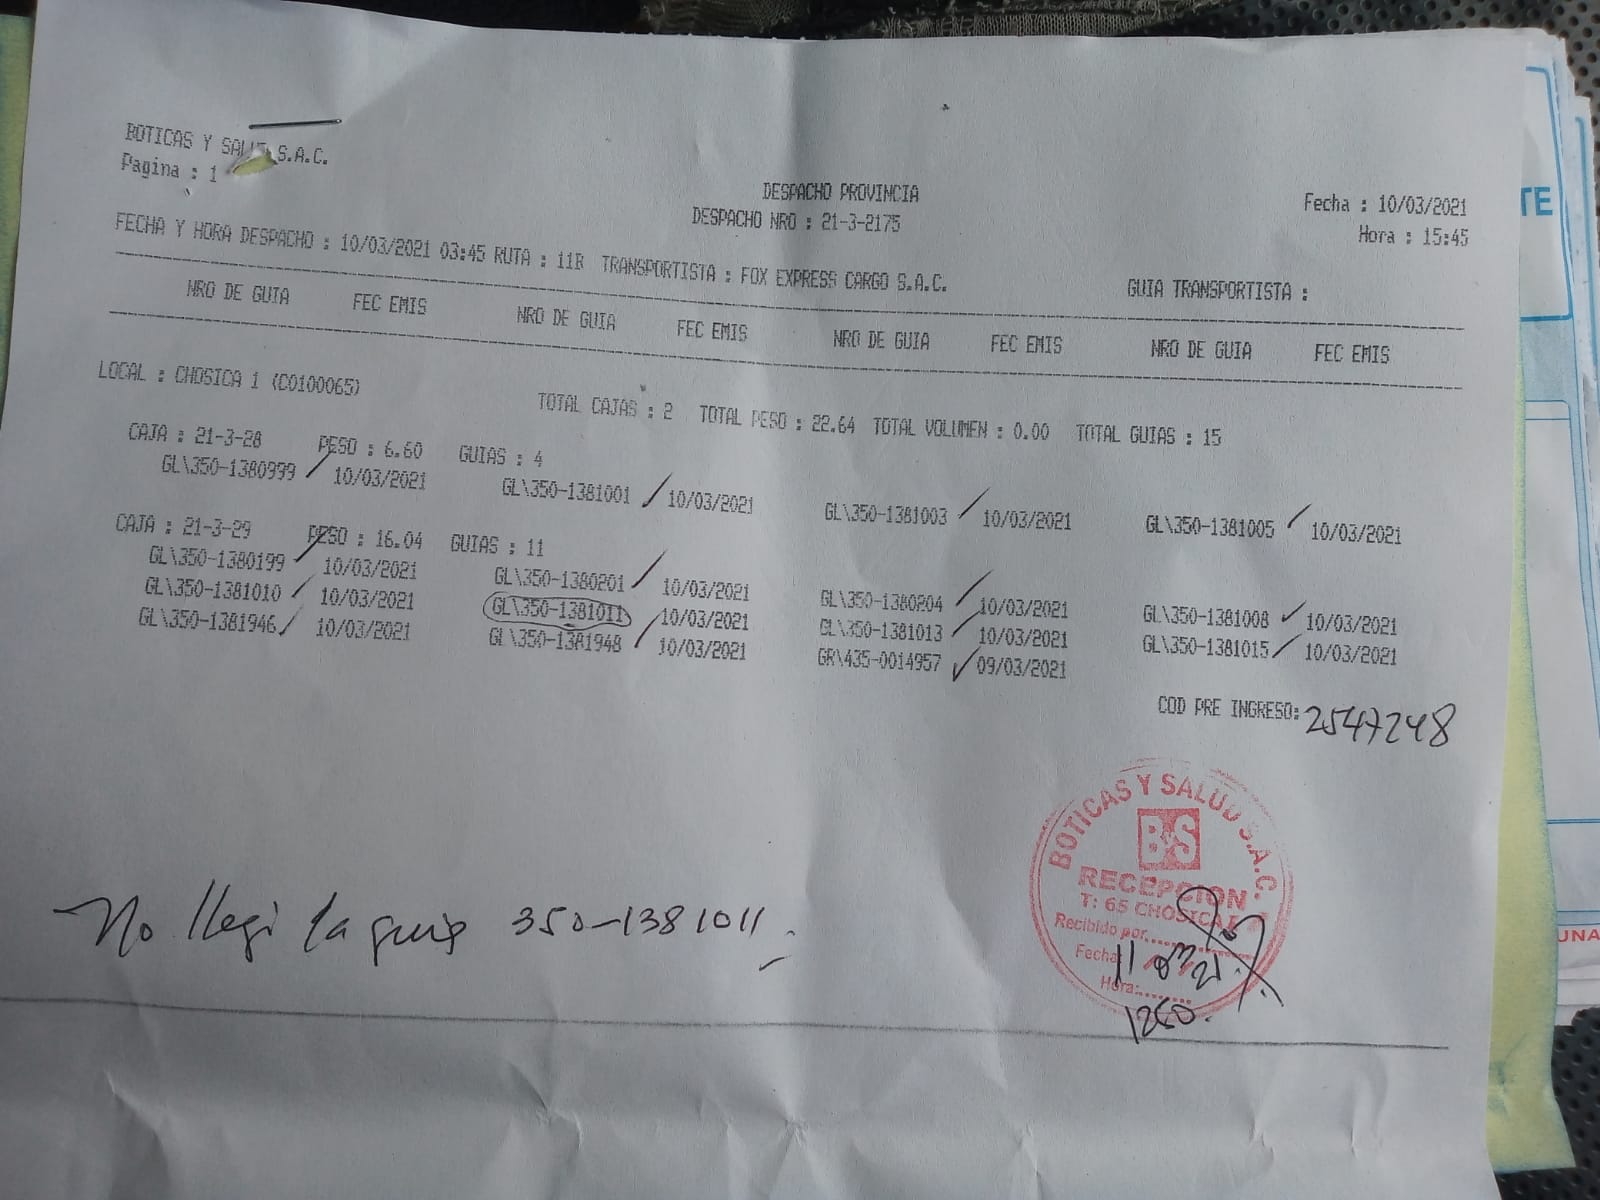 BOTICAS Y SALUD S.A.C.
Pagina : 1
DESPACHO PROVINCIA
DESPACHO NRO : 21-3-2175
Fecha : 10/03/2021
Hora : 15:45
FECHA Y HORA DESPACHO : 10/03/2021 03:45 RUTA : 11B TRANSPORTISTA : FOX EXPRESS CARGO S.A.C. GUIA TRANSPORTISTA :
NRO DE GUIA FEC EMIS NRO DE GUIA FEC EMIS NRO DE GUIA FEC EMIS NRO DE GUIA FEC EMIS
LOCAL : CHOSICA 1 (C0100065) TOTAL CAJAS : 2 TOTAL PESO : 22.64 TOTAL VOLUMEN : 0.00 TOTAL GUIAS : 15
CAJA : 21-3-28 PESO : 6.60 GUIAS : 4
GL\350-1380999 10/03/2021 GL\350-1381001 10/03/2021 GL\350-1381003 10/03/2021 GL\350-1381005 10/03/2021
CAJA : 21-3-29 PESO : 16.04 GUIAS : 11
GL\350-1380199 10/03/2021 GL\350-1380201 10/03/2021 GL\350-1380204 10/03/2021 GL\350-1381008 10/03/2021
GL\350-1381010 10/03/2021 GL\350-1381011 10/03/2021 GL\350-1381013 10/03/2021 GL\350-1381015 10/03/2021
GL\350-1381946 10/03/2021 GL\350-1381948 10/03/2021 GR\435-0014957 09/03/2021
COD PRE INGRESO: 2547248
BOTICAS Y SALUD S.A.C.
B&S
RECEPCION
T: 65 CHOSICA 1
Recibido por
Fecha: 11 03 21
Hora:
1260
No llegi la guia 350-1381011
TE
UNA